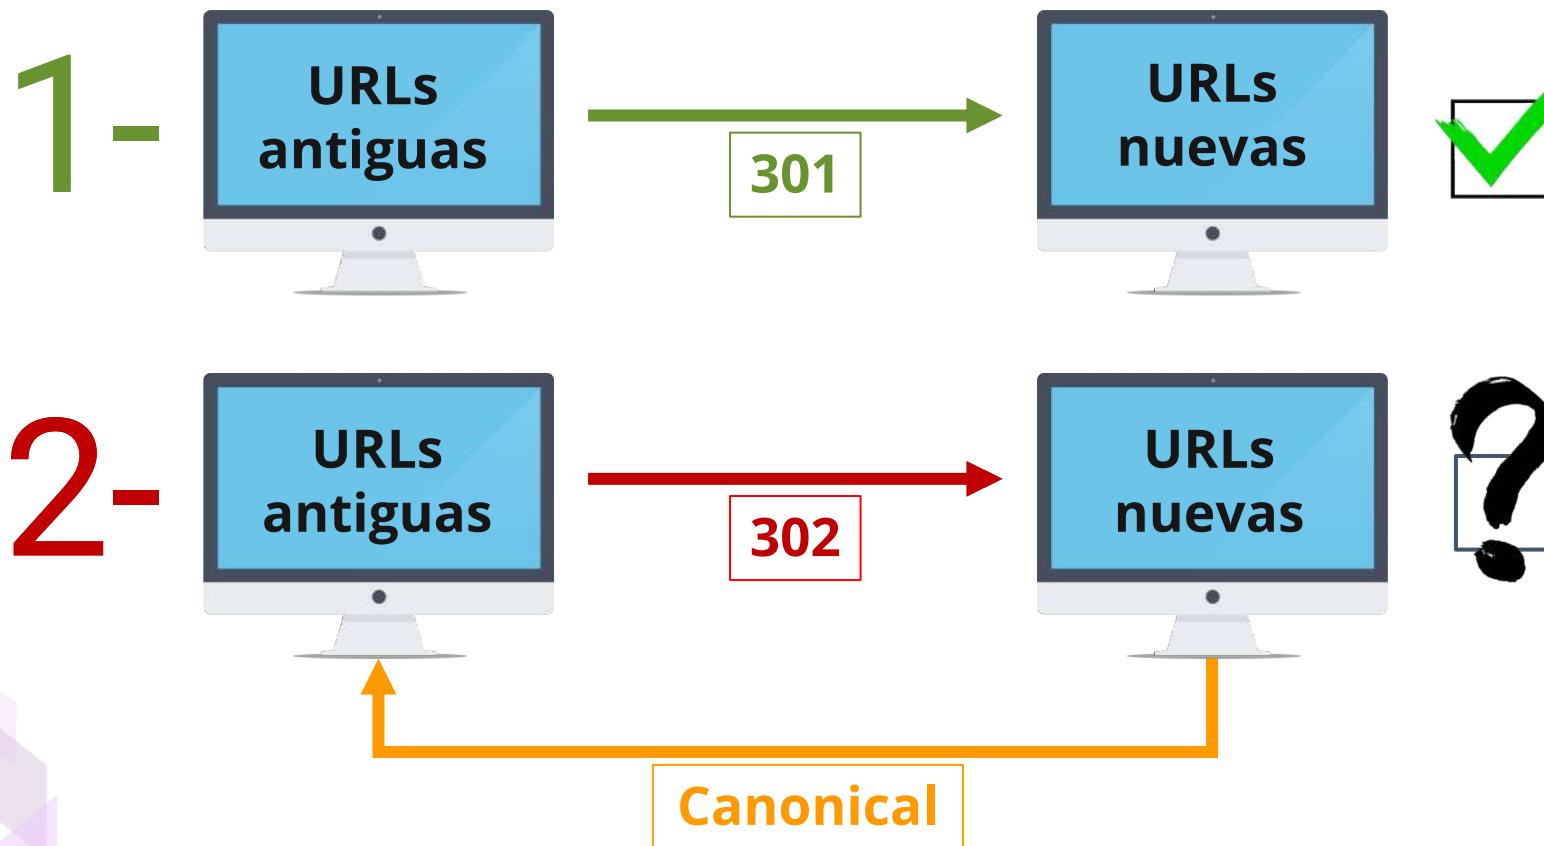 1-
URLs
antiguas
301
URLs
nuevas
2-
URLs
antiguas
302
URLs
nuevas
?
Canonical